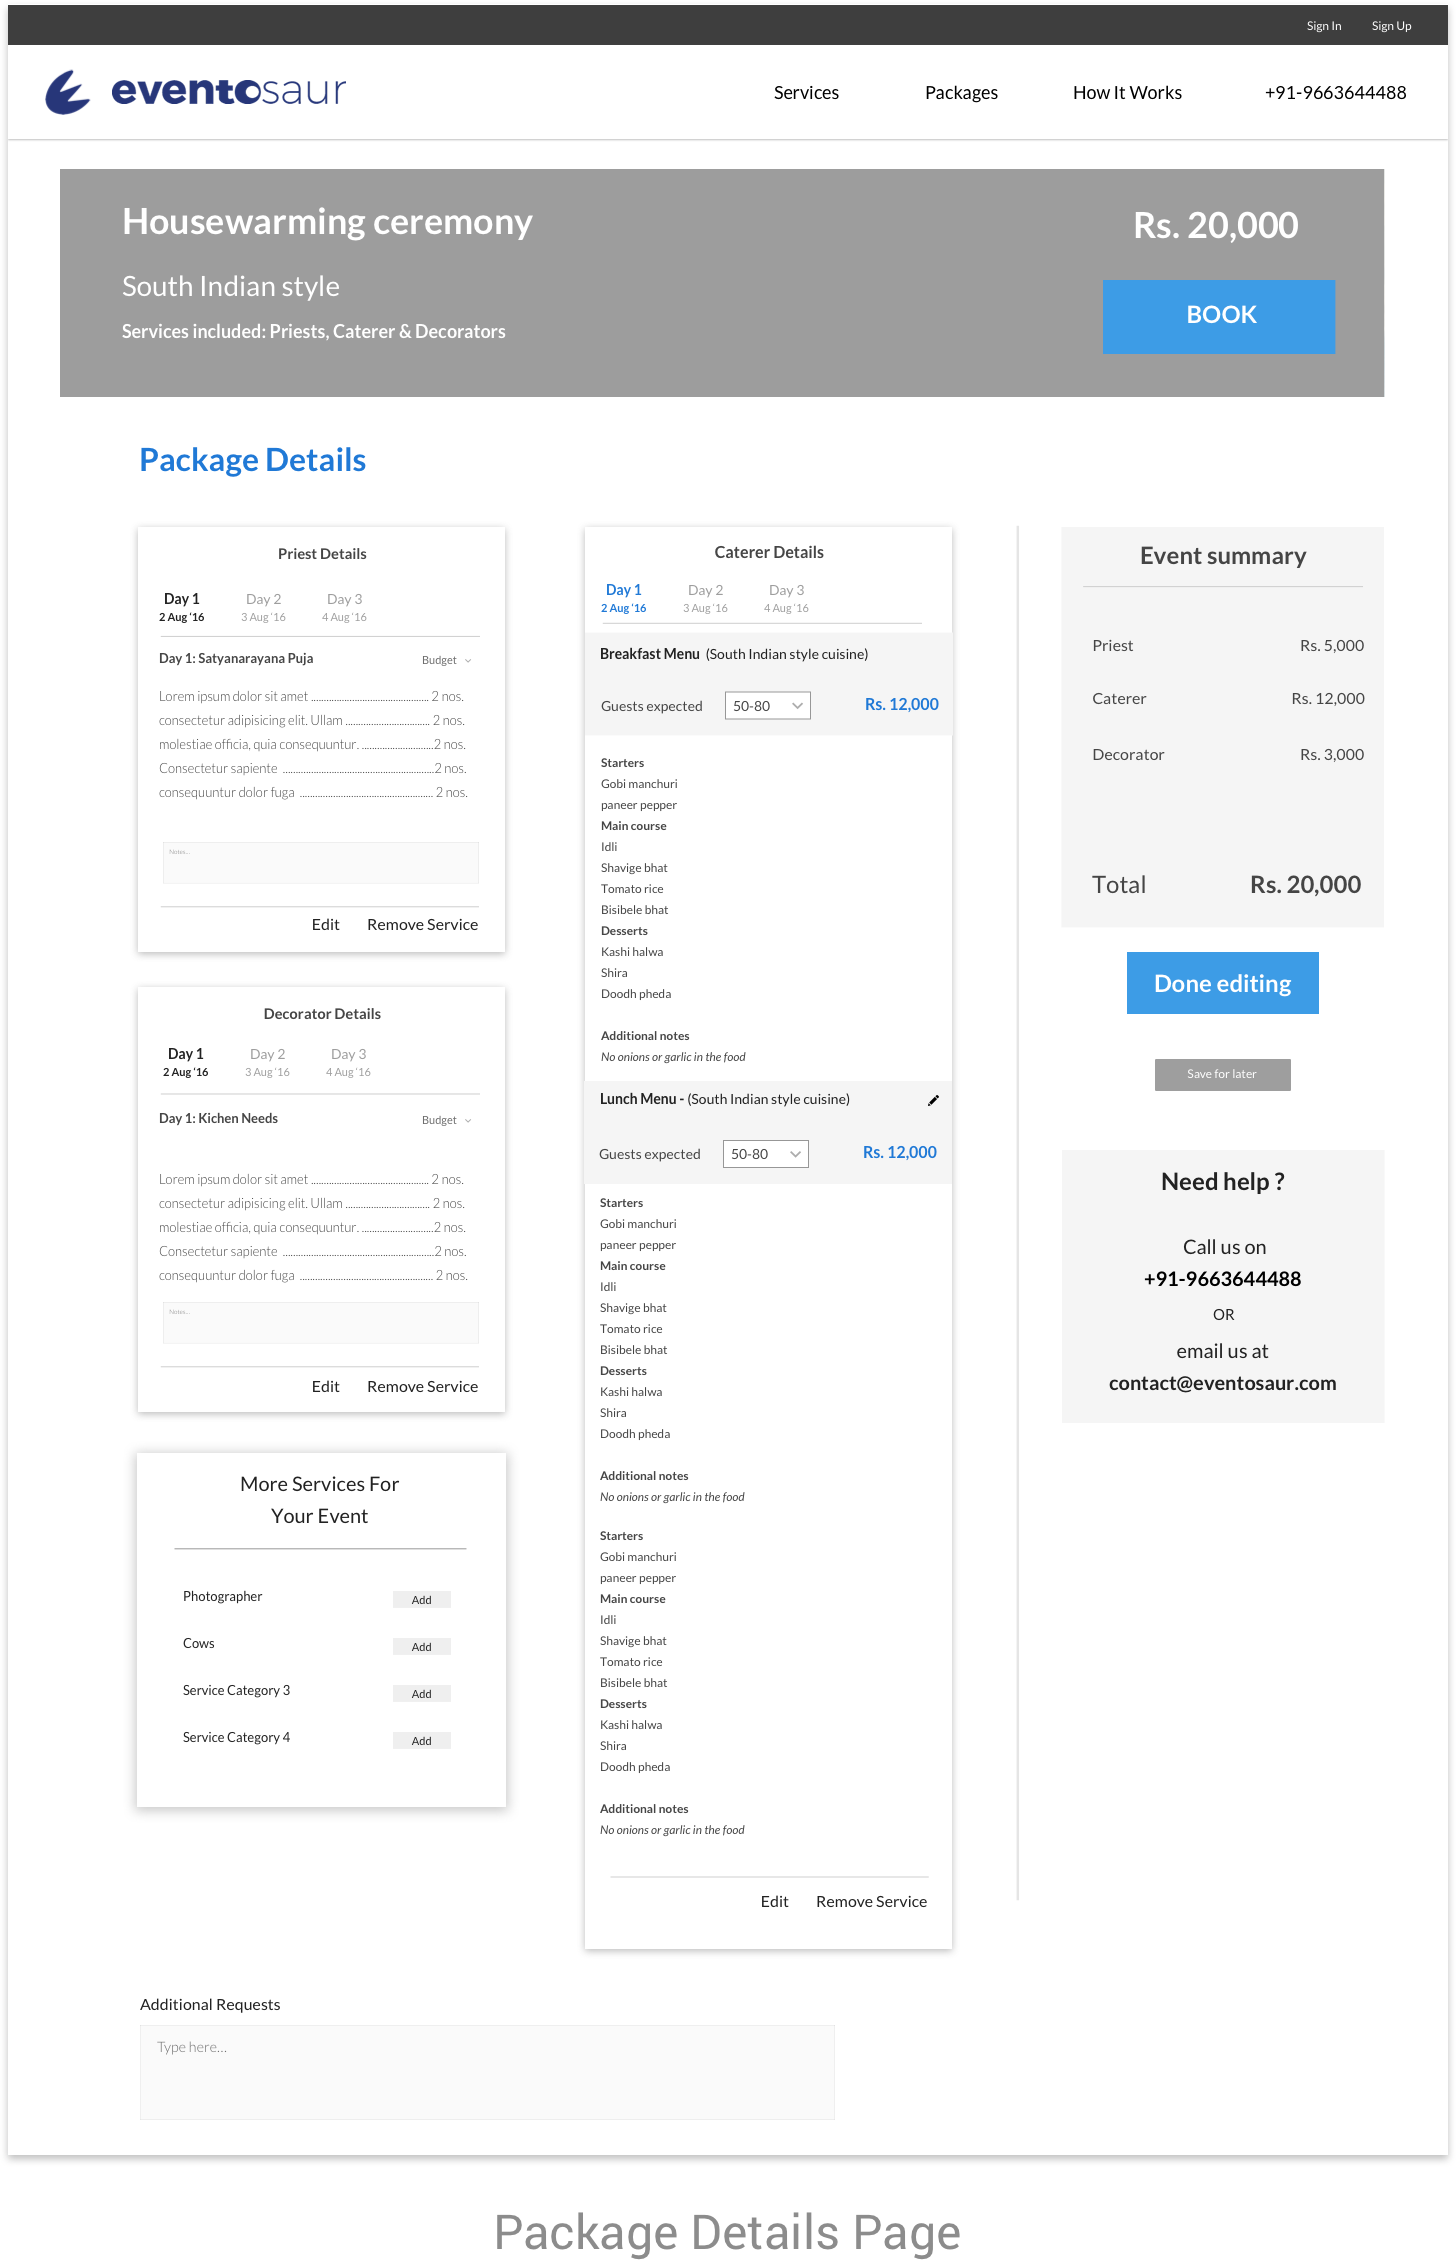 Sign In Sign Up
eventosaur
Services Packages How It Works +91-9663644488
Housewarming ceremony
Rs. 20,000
South Indian style
BOOK
Services included: Priests, Caterer & Decorators
Package Details
Priest Details
Day 1 Day 2 Day 3
2 Aug '16 3 Aug '16 4 Aug '16
Day 1: Satyanarayana Puja Budget
Lorem ipsum dolor sit amet ........................................ 2 nos.
consectetur adipisicing elit. Ullam ............................. 2 nos.
molestiae officia, quia consequuntur. .........................2 nos.
Consectetur sapiente ....................................................2 nos.
consequuntur dolor fuga .............................................. 2 nos.
Notes...
Edit Remove Service
Decorator Details
Day 1 Day 2 Day 3
2 Aug '16 3 Aug '16 4 Aug '16
Day 1: Kichen Needs Budget
Lorem ipsum dolor sit amet ........................................ 2 nos.
consectetur adipisicing elit. Ullam ............................. 2 nos.
molestiae officia, quia consequuntur. .........................2 nos.
Consectetur sapiente ....................................................2 nos.
consequuntur dolor fuga .............................................. 2 nos.
Notes...
Edit Remove Service
More Services For
Your Event
Photographer Add
Cows Add
Service Category 3 Add
Service Category 4 Add
Caterer Details
Day 1 Day 2 Day 3
2 Aug '16 3 Aug '16 4 Aug '16
Breakfast Menu (South Indian style cuisine)
Guests expected 50-80 Rs. 12,000
Starters
Gobi manchuri
paneer pepper
Main course
Idli
Shavige bhat
Tomato rice
Bisibele bhat
Desserts
Kashi halwa
Shira
Doodh pheda
Additional notes
No onions or garlic in the food
Lunch Menu - (South Indian style cuisine)
Guests expected 50-80 Rs. 12,000
Starters
Gobi manchuri
paneer pepper
Main course
Idli
Shavige bhat
Tomato rice
Bisibele bhat
Desserts
Kashi halwa
Shira
Doodh pheda
Additional notes
No onions or garlic in the food
Starters
Gobi manchuri
paneer pepper
Main course
Idli
Shavige bhat
Tomato rice
Bisibele bhat
Desserts
Kashi halwa
Shira
Doodh pheda
Additional notes
No onions or garlic in the food
Edit Remove Service
Event summary
Priest Rs. 5,000
Caterer Rs. 12,000
Decorator Rs. 3,000
Total Rs. 20,000
Done editing
Save for later
Need help ?
Call us on
+91-9663644488
OR
email us at
contact@eventosaur.com
Additional Requests
Type here...
Package Details Page